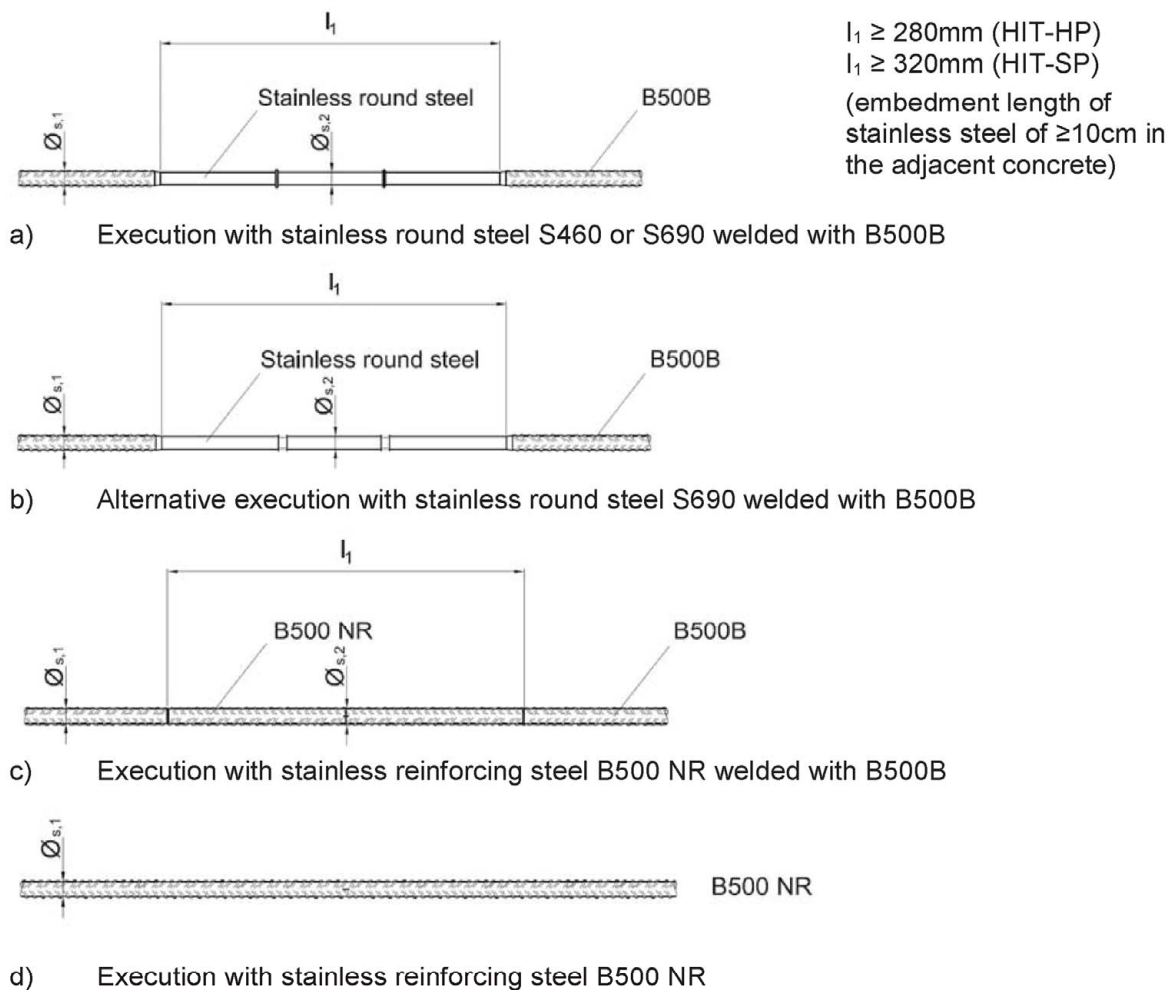 l₁
l₁ ≥ 280mm (HIT-HP)
l₁ ≥ 320mm (HIT-SP)
(embedment length of
stainless steel of ≥10cm in
the adjacent concrete)
Øs,1
Stainless round steel
Øs,2
B500B
a) Execution with stainless round steel S460 or S690 welded with B500B
l₁
Øs,1
Stainless round steel
Øs,2
B500B
b) Alternative execution with stainless round steel S690 welded with B500B
l₁
Øs,1
B500 NR
Øs,2
B500B
c) Execution with stainless reinforcing steel B500 NR welded with B500B
Øs,1
B500 NR
d) Execution with stainless reinforcing steel B500 NR